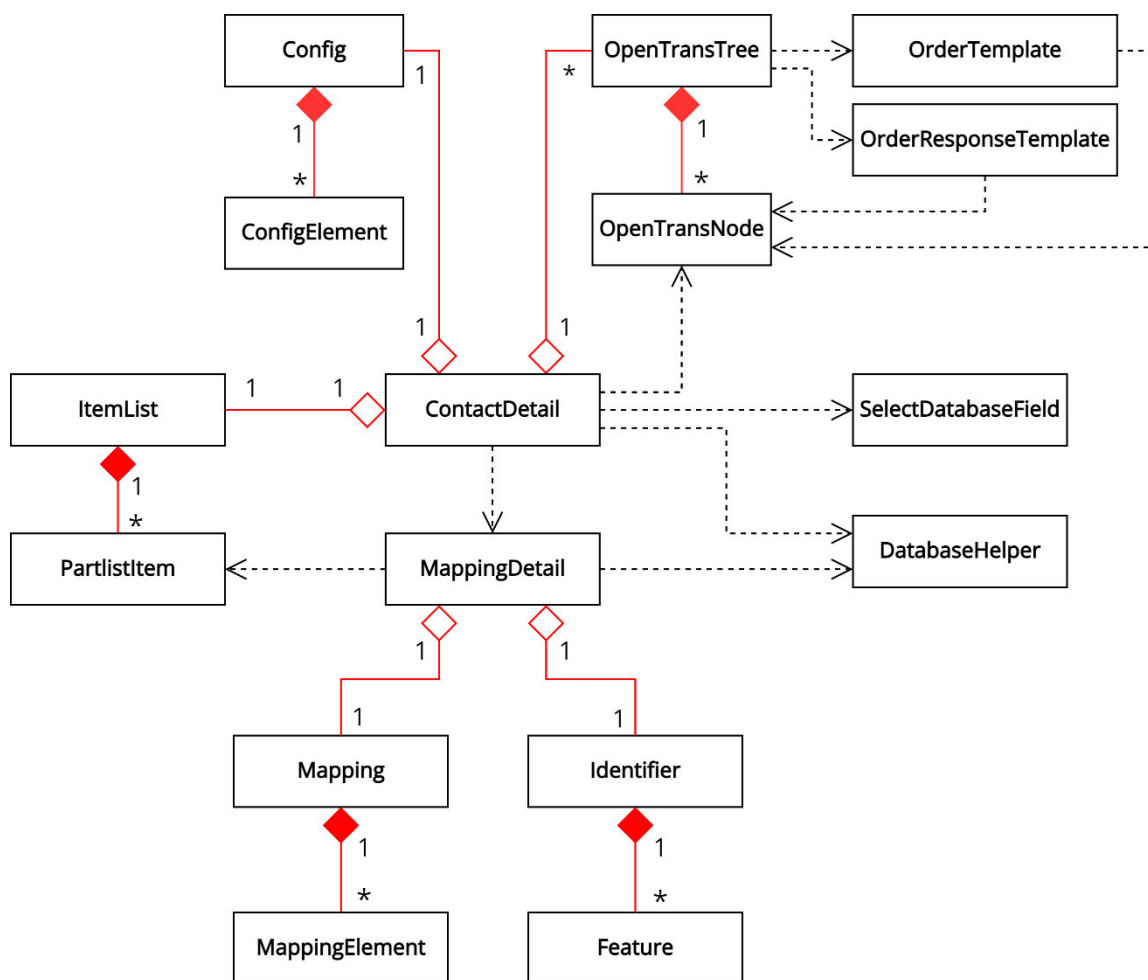 Config
1
*
OpenTransTree
OrderTemplate
1
*
1
*
OrderResponseTemplate
ConfigElement
OpenTransNode
1
1
ItemList
1
1
ContactDetail
SelectDatabaseField
1
*
PartlistItem
MappingDetail
DatabaseHelper
1
1
1
1
Mapping
Identifier
1
1
*
*
MappingElement
Feature